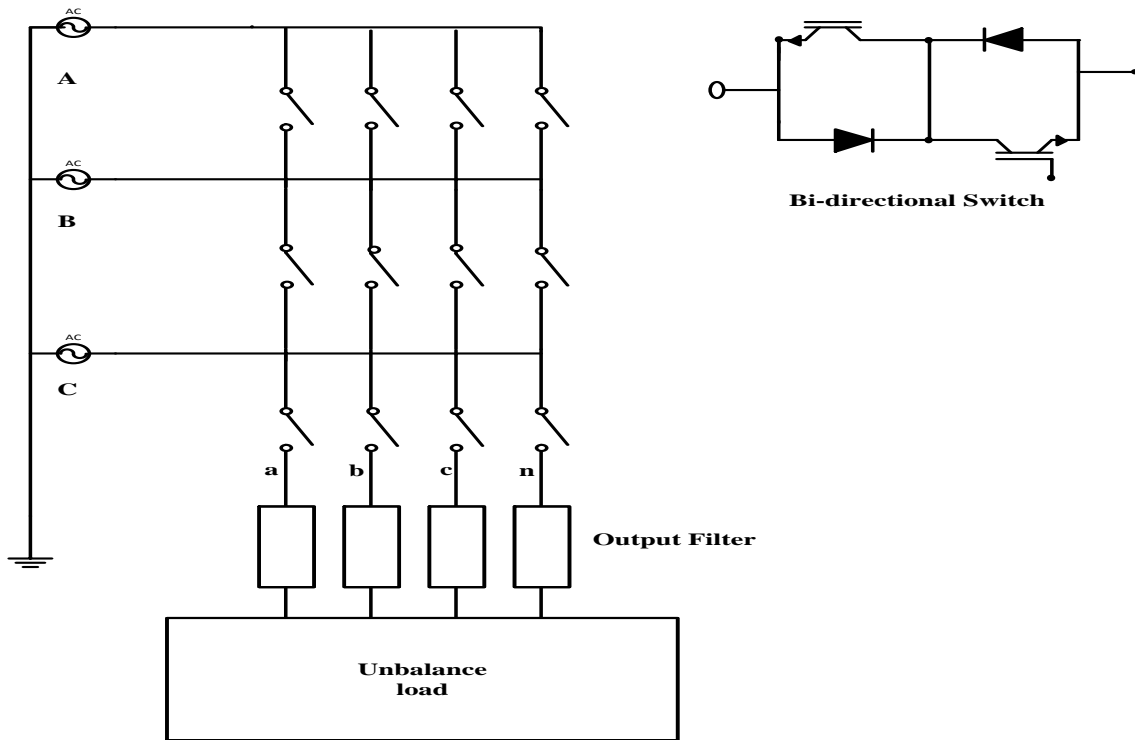 AC
A
AC
B
AC
C
Bi-directional Switch
a b c n
Output Filter
Unbalance
load